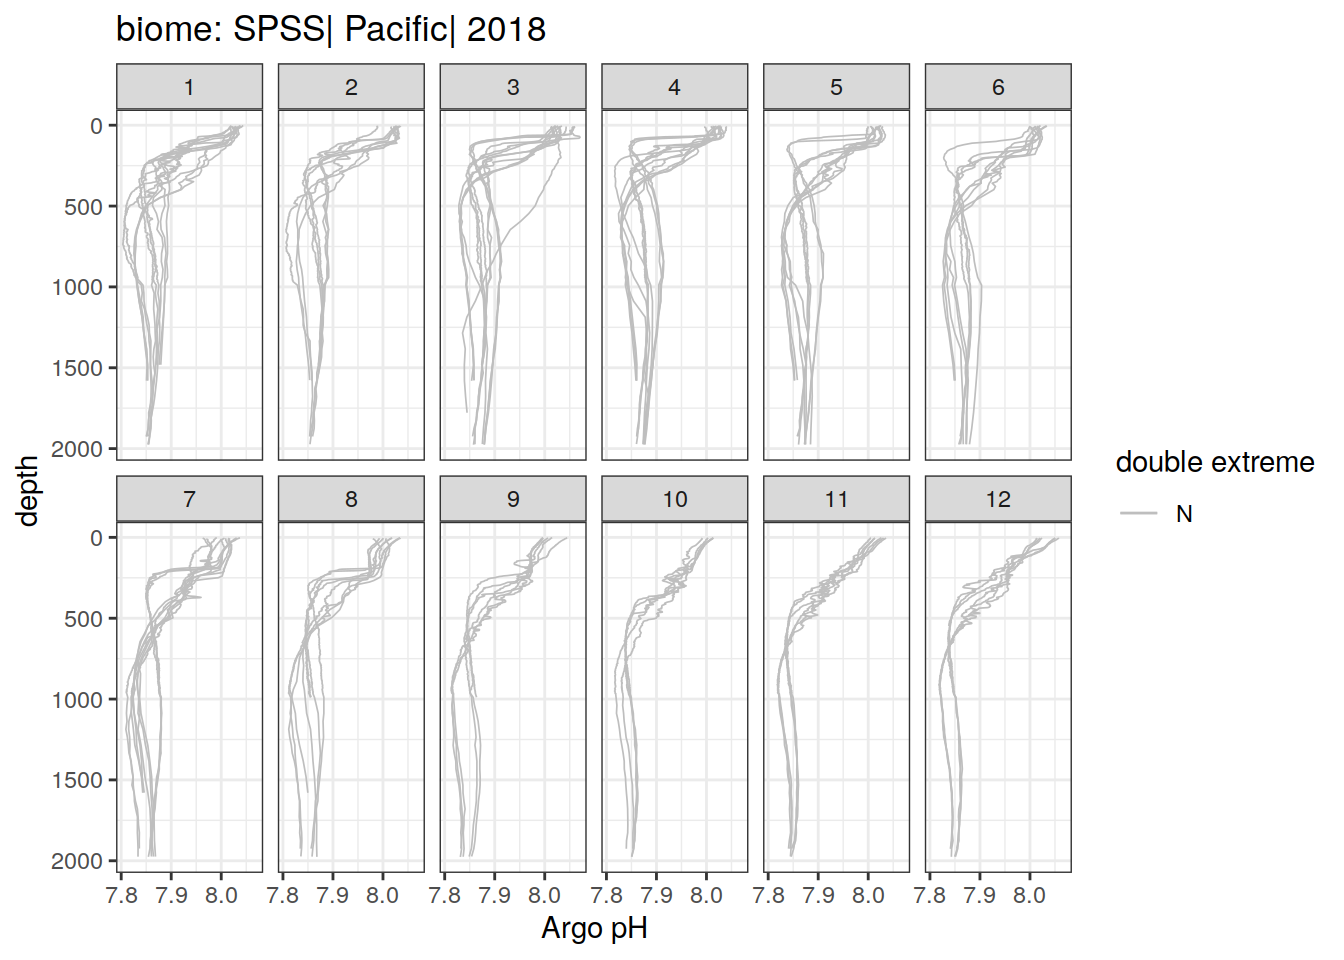 biome: SPSS| Pacific| 2018
1 2 3 4 5 6
0
500
1000
1500
2000
depth
7 8 9 10 11 12
0
500
1000
1500
2000
7.8 7.9 8.0 7.8 7.9 8.0 7.8 7.9 8.0 7.8 7.9 8.0 7.8 7.9 8.0 7.8 7.9 8.0
Argo pH
double extreme
N